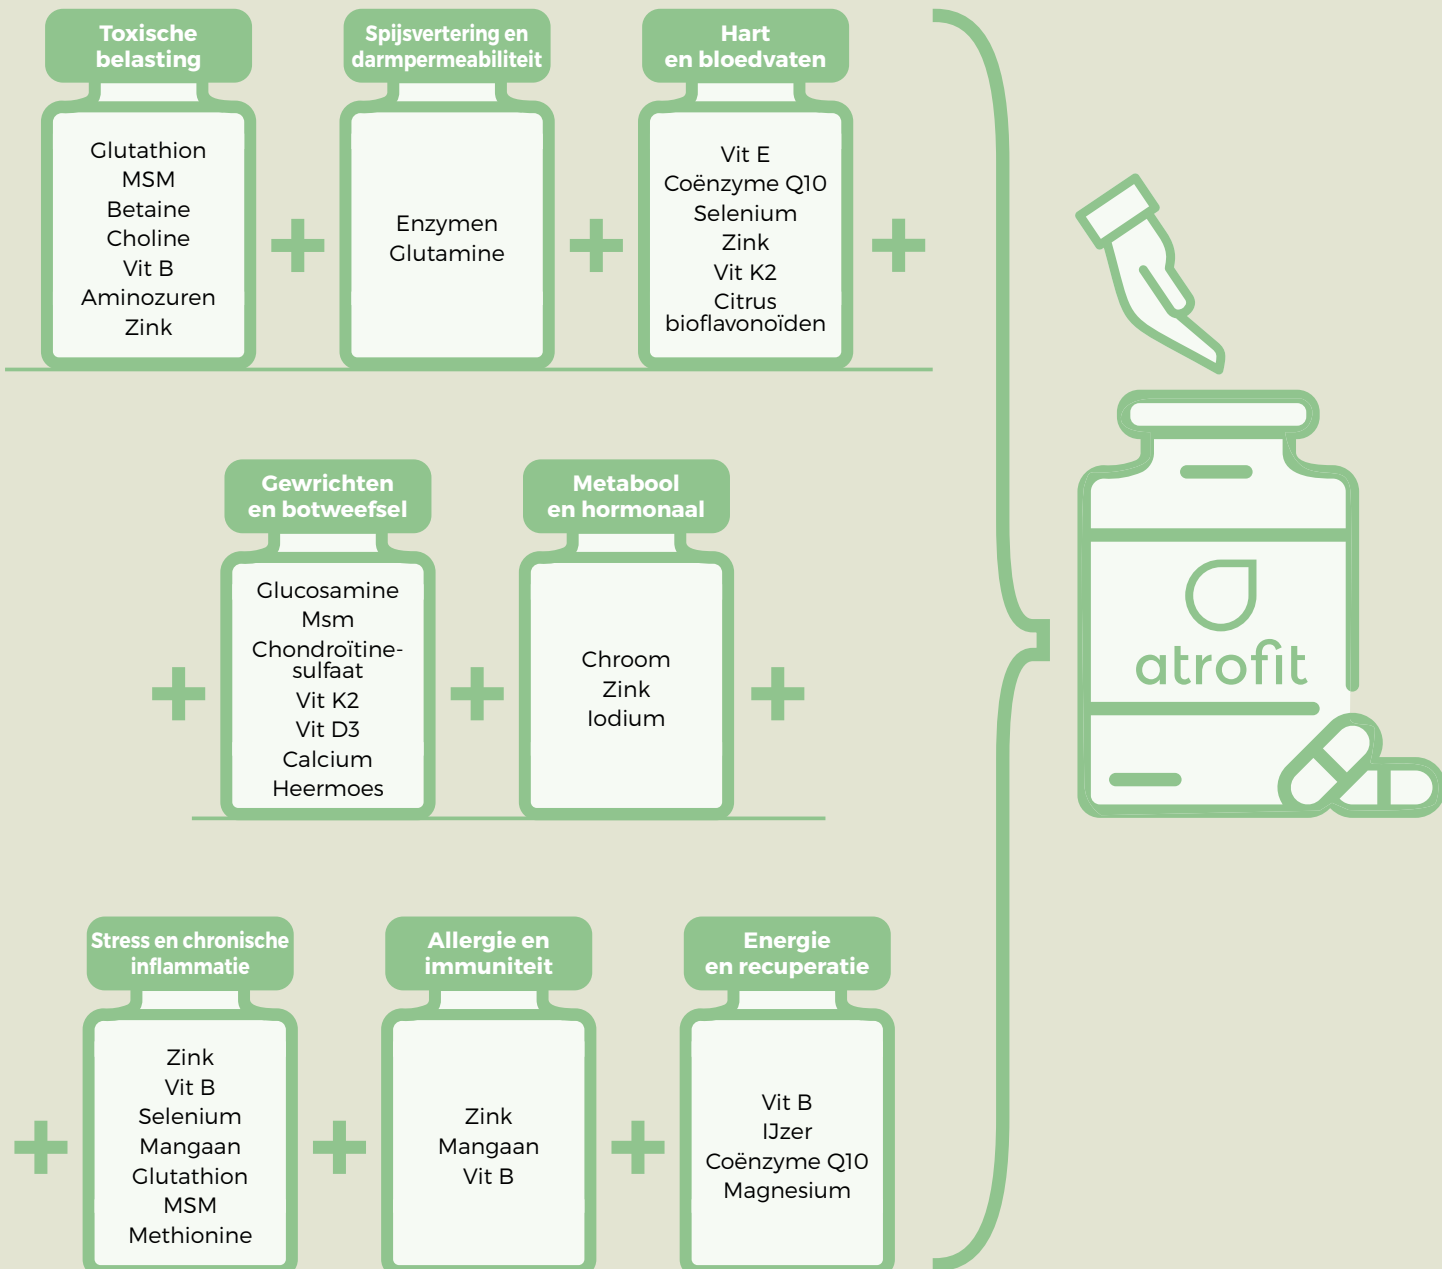 Toxische
belasting
Glutathion
MSM
Betaine
Choline
Vit B
Aminozuren
Zink
Spijsvertering en
darmpermeabiliteit
Enzymen
Glutamine
Hart
en bloedvaten
Vit E
Coënzyme Q10
Selenium
Zink
Vit K2
Citrus
bioflavonoïden
Gewrichten
en botweefsel
Glucosamine
Msm
Chondroïtine-
sulfaat
Vit K2
Vit D3
Calcium
Heermoes
Metabool
en hormonaal
Chroom
Zink
Iodium
atrofit
Stress en chronische
inflammatie
Zink
Vit B
Selenium
Mangaan
Glutathion
MSM
Methionine
Allergie en
immuniteit
Zink
Mangaan
Vit B
Energie
en recuperatie
Vit B
IJzer
Coënzyme Q10
Magnesium